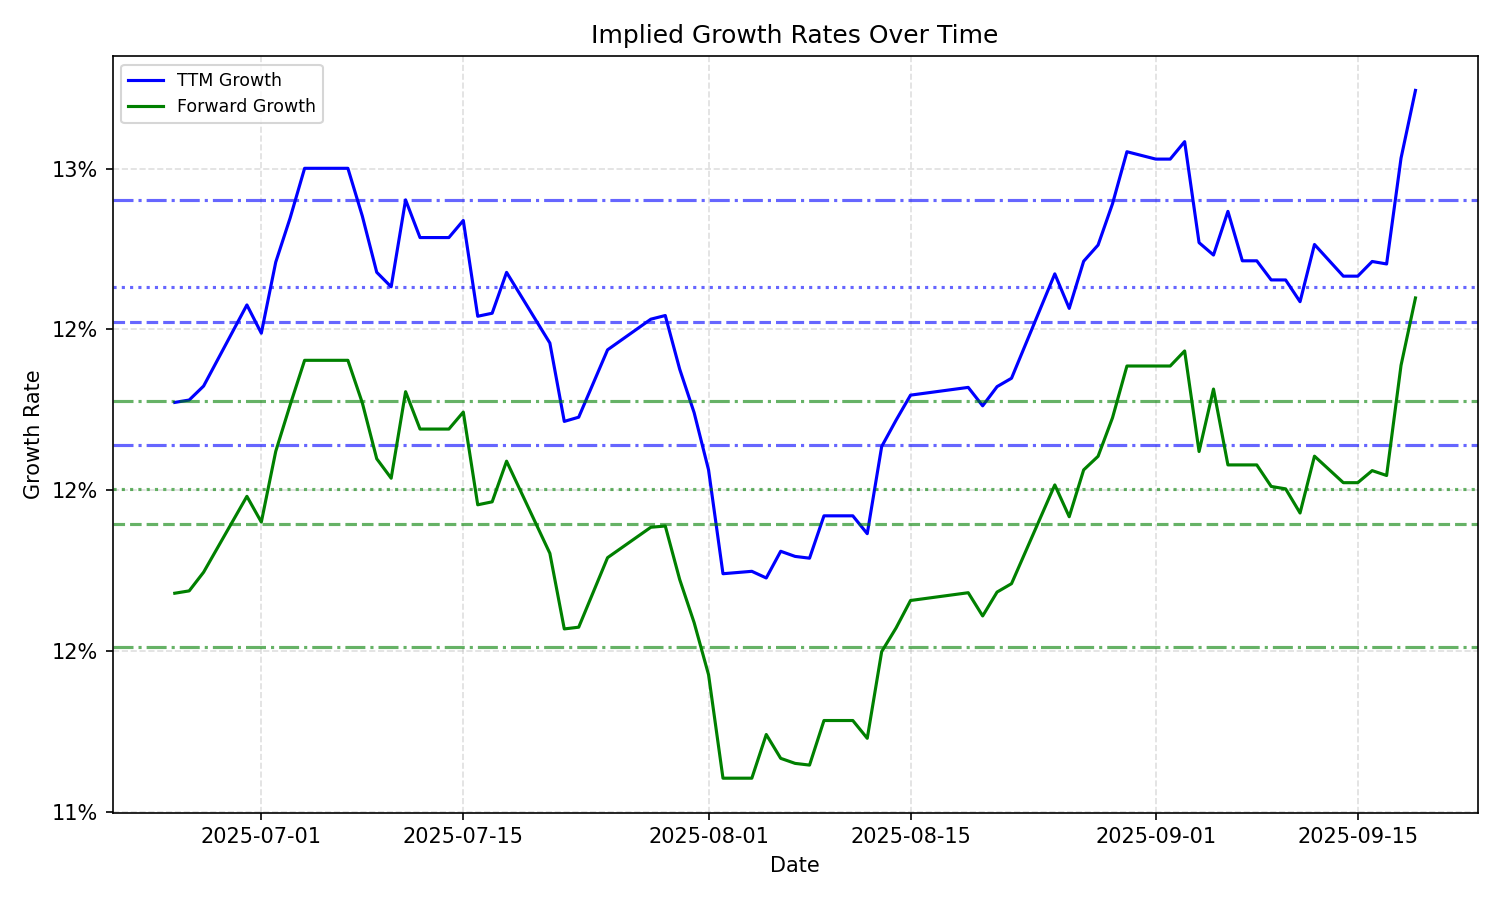 Implied Growth Rates Over Time
TTM Growth
Forward Growth
13%
12%
12%
12%
11%
Growth Rate
2025-07-01
2025-07-15
2025-08-01
2025-08-15
2025-09-01
2025-09-15
Date